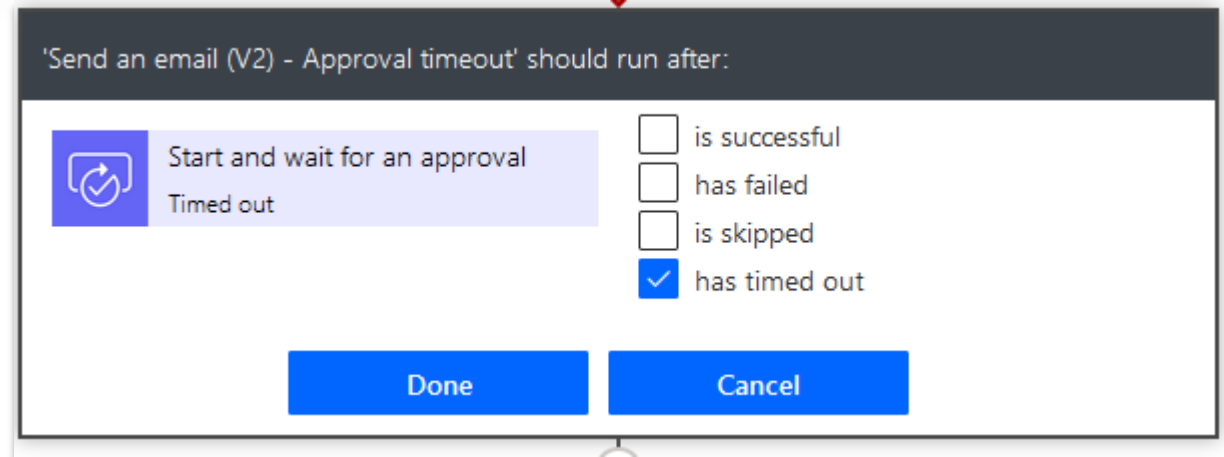 'Send an email (V2) - Approval timeout' should run after:
Start and wait for an approval
Timed out
is successful
has failed
is skipped
has timed out
Done
Cancel